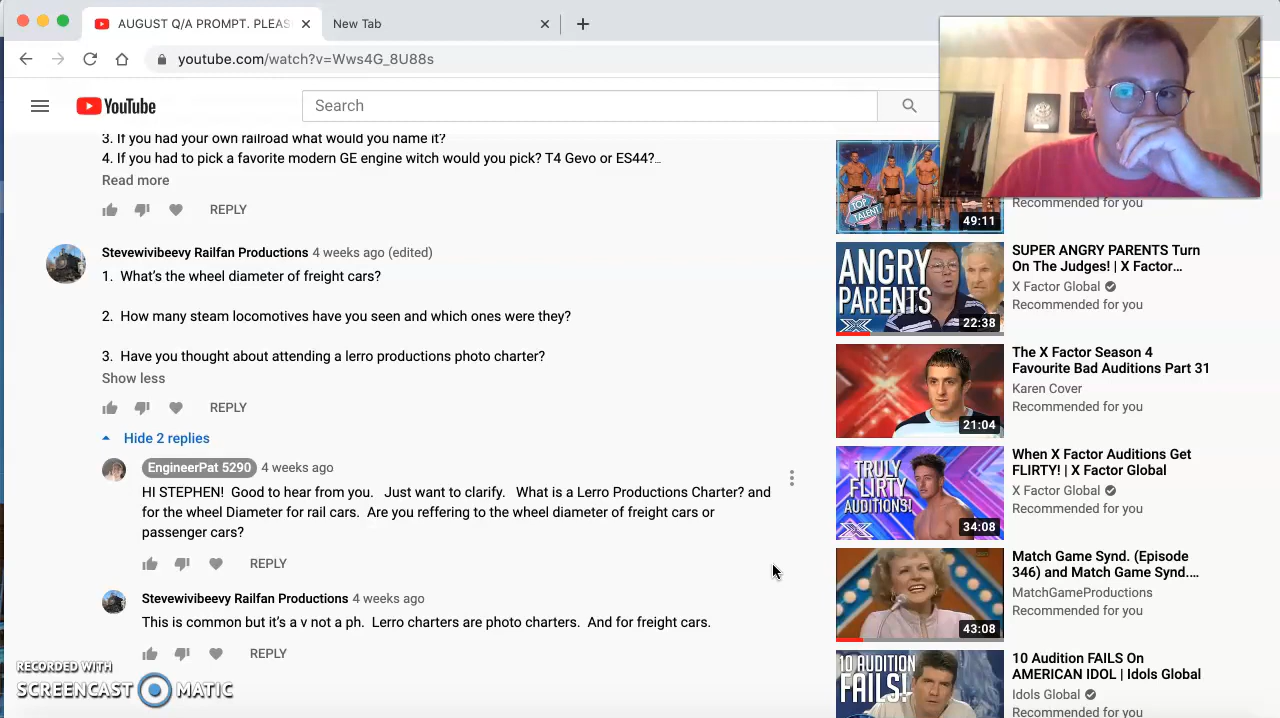 AUGUST Q/A PROMPT. PLEAS
New Tab
youtube.com/watch?v=Wws4G_8U88s
YouTube
Search
3. If you had your own railroad what would you name it?
4. If you had to pick a favorite modern GE engine witch would you pick? T4 Gevo or ES44?...
Read more
REPLY
Stevewivibeevy Railfan Productions 4 weeks ago (edited)
1. What's the wheel diameter of freight cars?
2. How many steam locomotives have you seen and which ones were they?
3. Have you thought about attending a lerro productions photo charter?
Show less
REPLY
Hide 2 replies
EngineerPat 5290 4 weeks ago
HI STEPHEN! Good to hear from you. Just want to clarify. What is a Lerro Productions Charter? and
for the wheel Diameter for rail cars. Are you reffering to the wheel diameter of freight cars or
passenger cars?
REPLY
Stevewivibeevy Railfan Productions 4 weeks ago
This is common but it's a v not a ph. Lerro charters are photo charters. And for freight cars.
REPLY
RECORDED WITH
SCREENCAST MATIC
TOP
TALENT
49:11
Recommended for you
ANGRY
PARENTS
22:38
SUPER ANGRY PARENTS Turn
On The Judges! | X Factor...
X Factor Global
Recommended for you
21:04
The X Factor Season 4
Favourite Bad Auditions Part 31
Karen Cover
Recommended for you
TRULY
FLIRTY
AUDITIONS!
34:08
When X Factor Auditions Get
FLIRTY! | X Factor Global
X Factor Global
Recommended for you
43:08
Match Game Synd. (Episode
346) and Match Game Synd....
MatchGameProductions
Recommended for you
10 AUDITION
FAILS!
10 Audition FAILS On
AMERICAN IDOL | Idols Global
Idols Global
Recommended for you